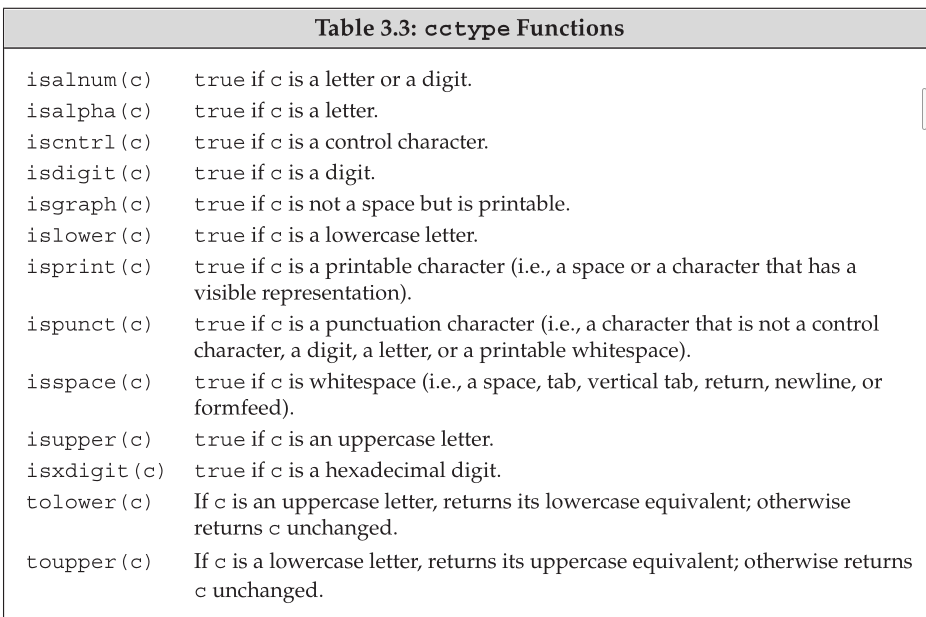 Table 3.3: cctype Functions
isalnum(c) true if c is a letter or a digit.
isalpha(c) true if c is a letter.
iscntrl(c) true if c is a control character.
isdigit(c) true if c is a digit.
isgraph(c) true if c is not a space but is printable.
islower(c) true if c is a lowercase letter.
isprint(c) true if c is a printable character (i.e., a space or a character that has a
visible representation).
ispunct(c) true if c is a punctuation character (i.e., a character that is not a control
character, a digit, a letter, or a printable whitespace).
isspace(c) true if c is whitespace (i.e., a space, tab, vertical tab, return, newline, or
formfeed).
isupper(c) true if c is an uppercase letter.
isxdigit(c) true if c is a hexadecimal digit.
tolower(c) If c is an uppercase letter, returns its lowercase equivalent; otherwise
returns c unchanged.
toupper(c) If c is a lowercase letter, returns its uppercase equivalent; otherwise returns
c unchanged.